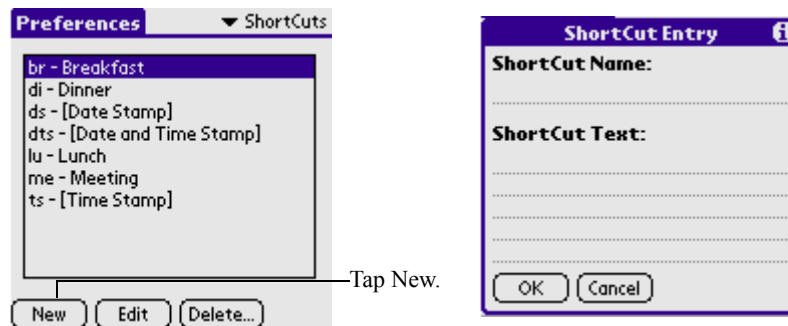 Preferences ShortCuts
br - Breakfast
di - Dinner
ds - [Date Stamp]
dts - [Date and Time Stamp]
lu - Lunch
me - Meeting
ts - [Time Stamp]
New Edit Delete...
Tap New.
ShortCut Entry i
ShortCut Name:
ShortCut Text:
OK Cancel